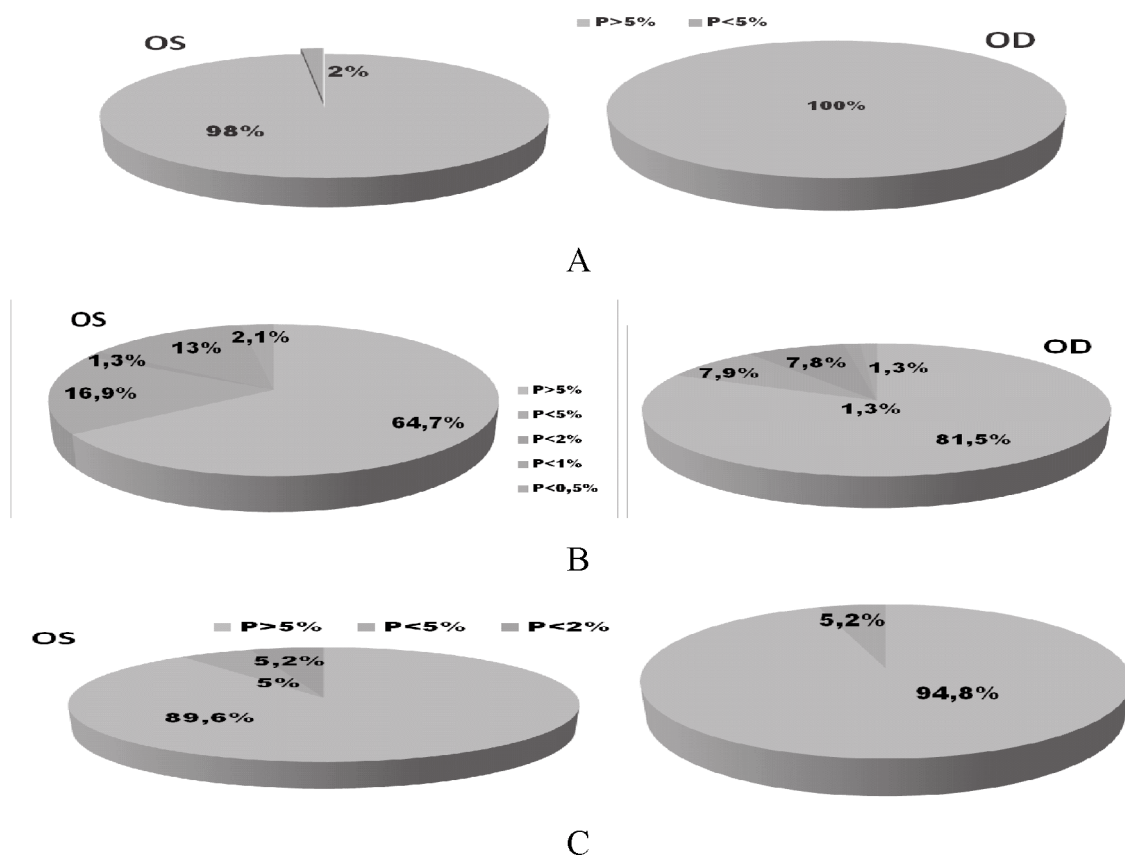 P>5% P<5%
OS
OD
2%
98%
100%
A
OS
2,1%
13%
1,3%
16,9%
64,7%
P>5%
P<5%
P<2%
P<1%
P<0,5%
OD
7,9%
7,8%
1,3%
1,3%
81,5%
B
OS
P>5% P<5% P<2%
5,2%
5%
89,6%
5,2%
94,8%
C